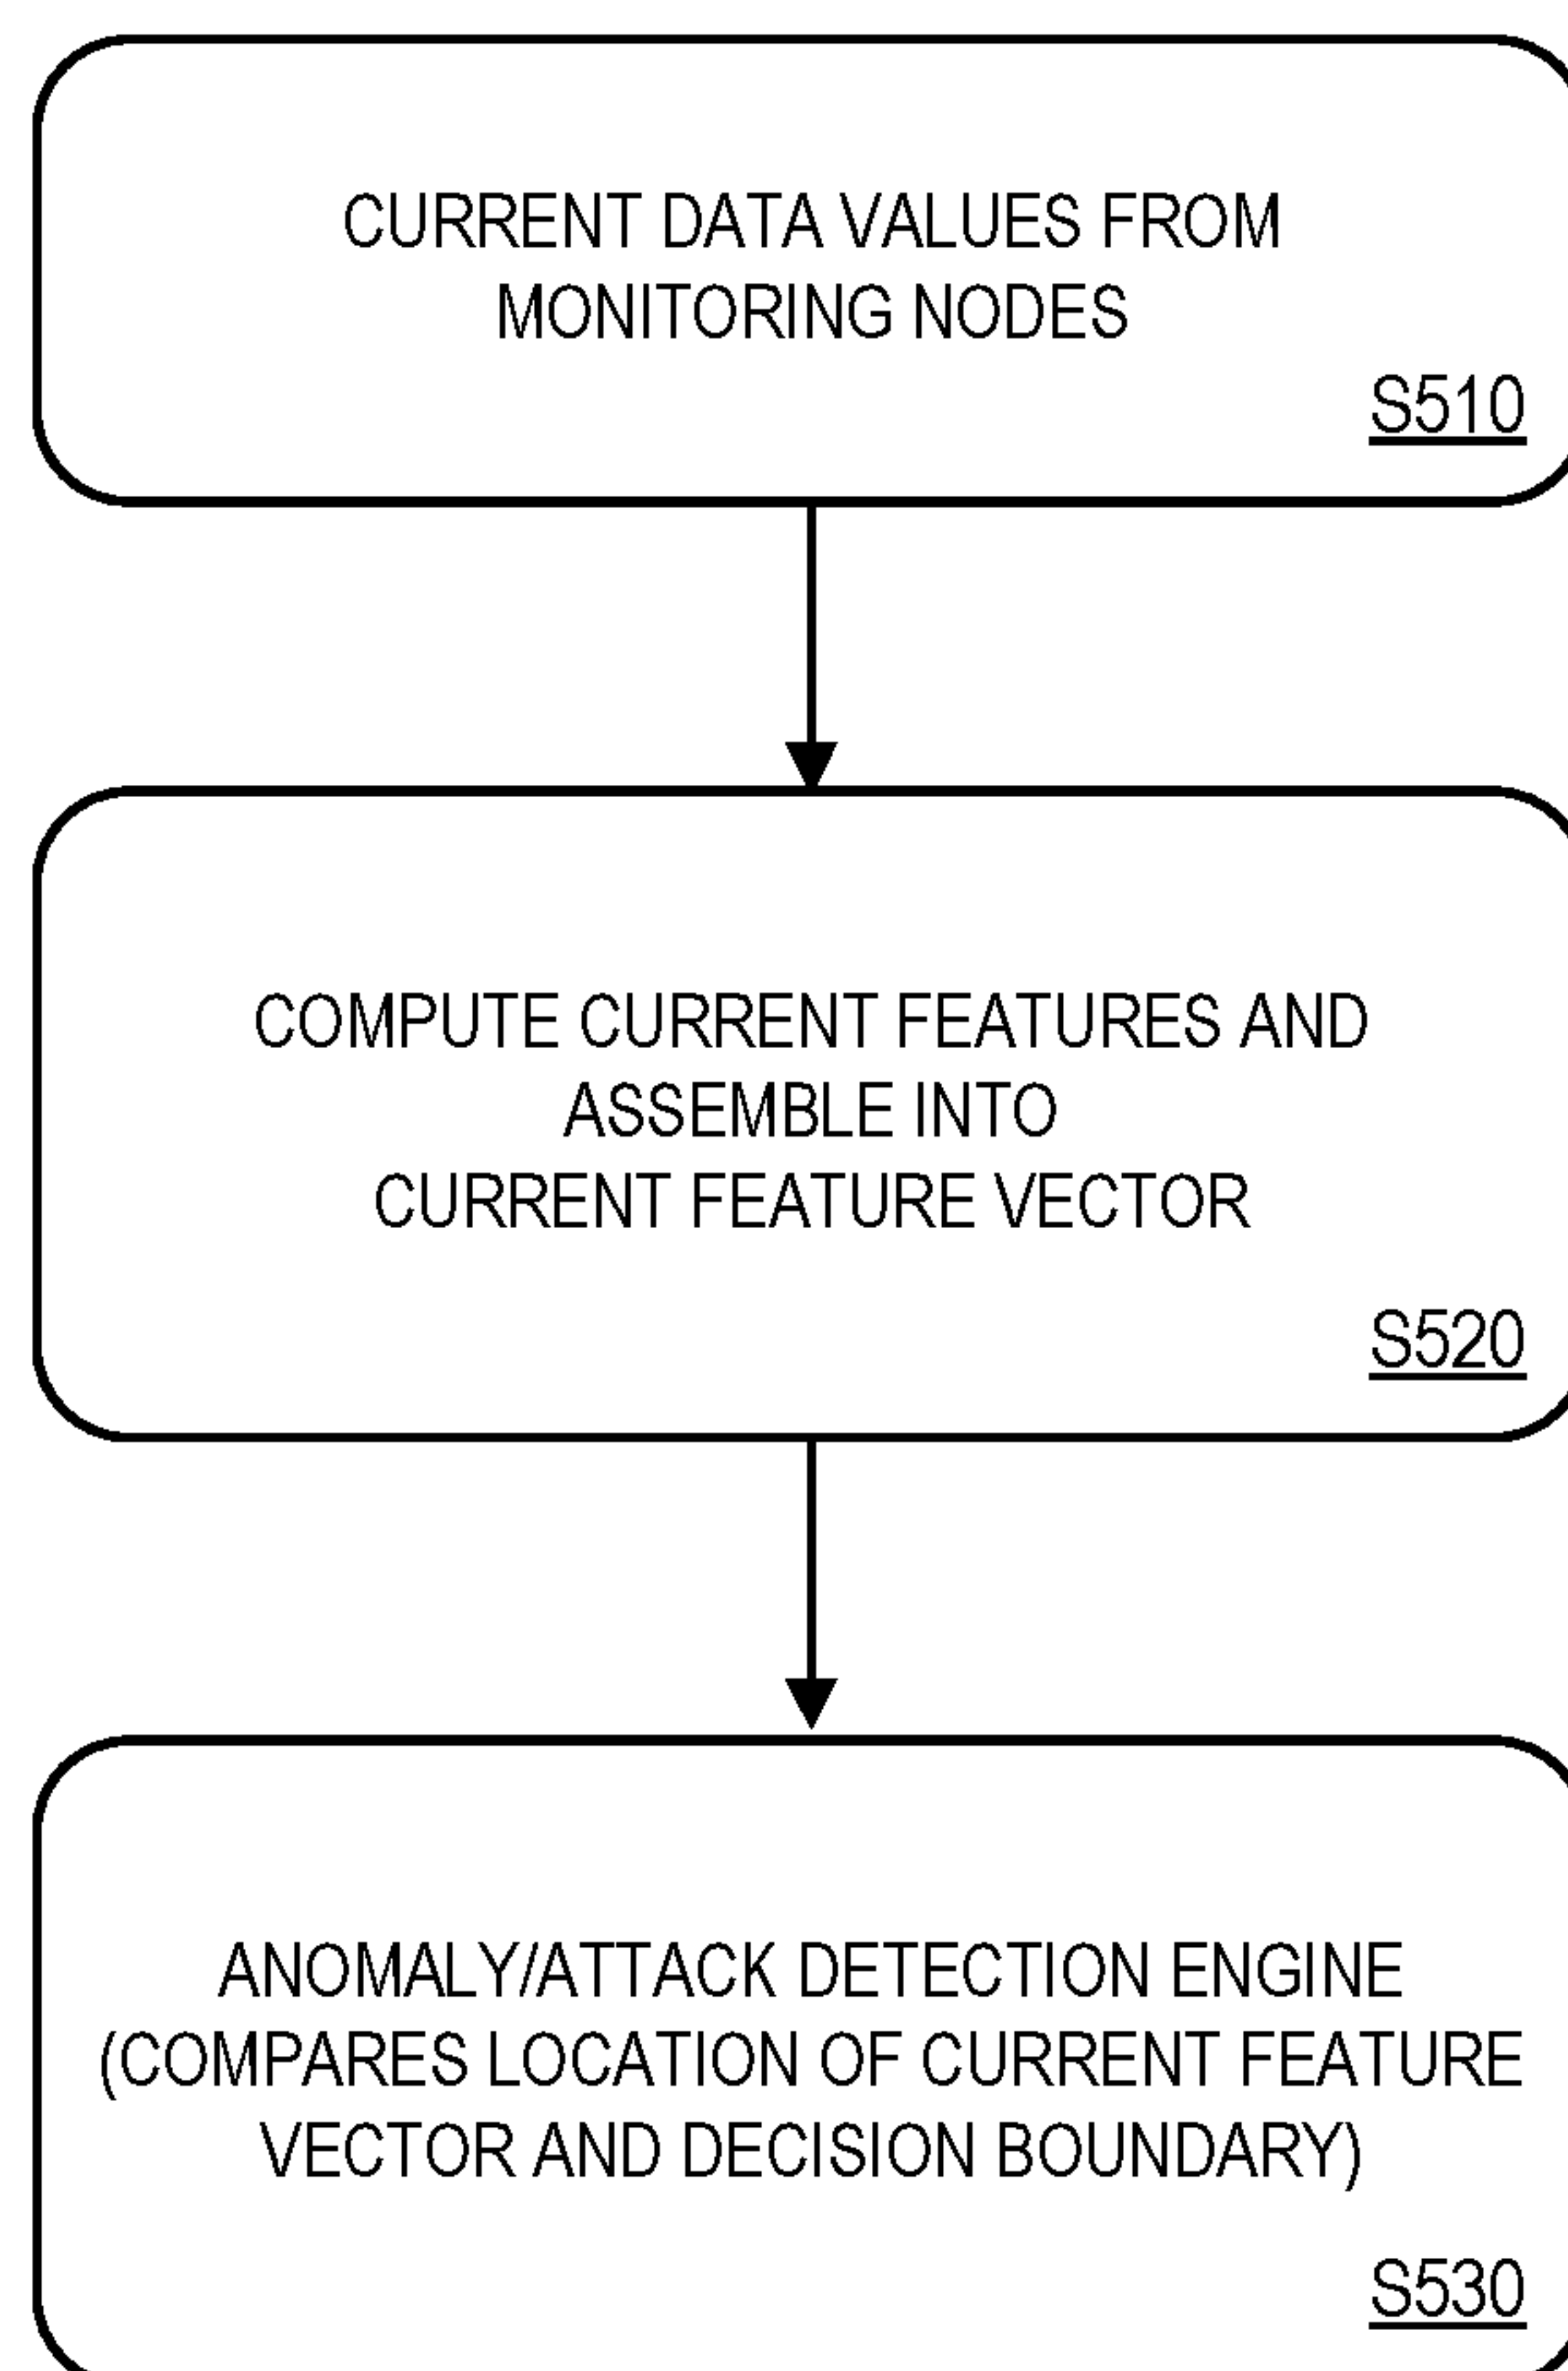 CURRENT DATA VALUES FROM
MONITORING NODES
S510
COMPUTE CURRENT FEATURES AND
ASSEMBLE INTO
CURRENT FEATURE VECTOR
S520
ANOMALY/ATTACK DETECTION ENGINE
(COMPARES LOCATION OF CURRENT FEATURE
VECTOR AND DECISION BOUNDARY)
S530